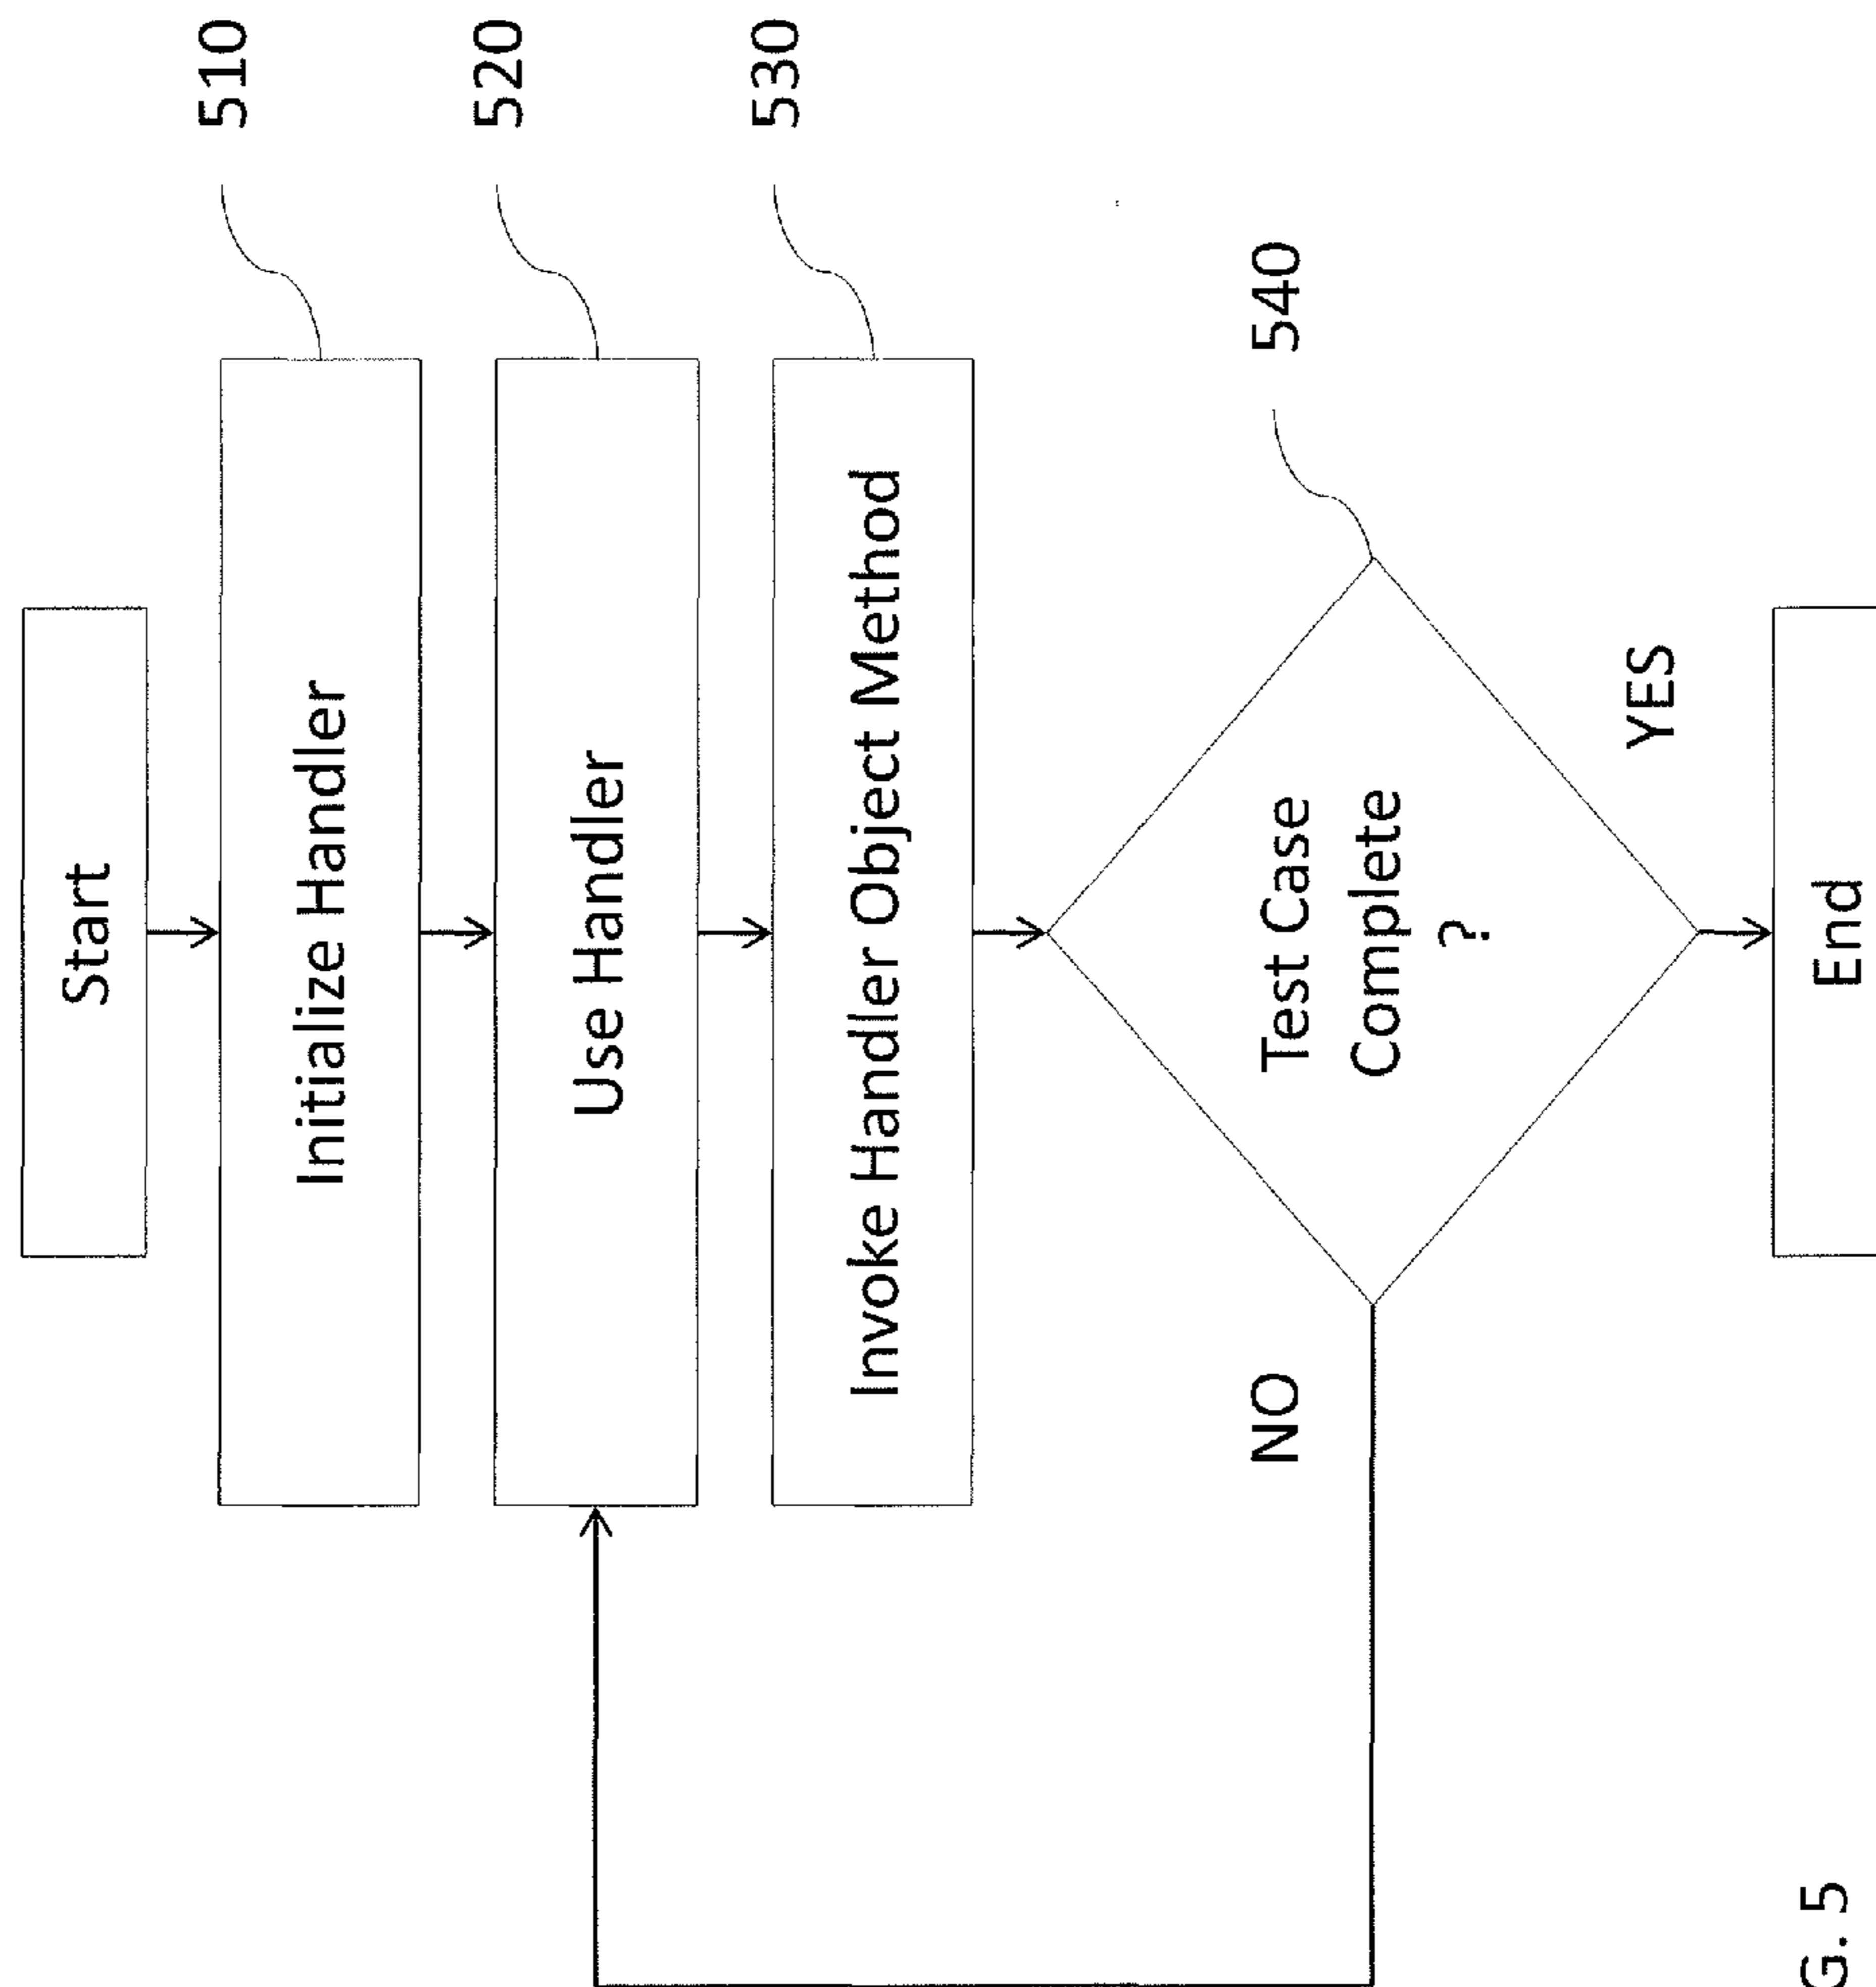 Start
Initialize Handler
510
Use Handler
520
Invoke Handler Object Method
530
Test Case
Complete
?
540
NO
YES
End
G. 5